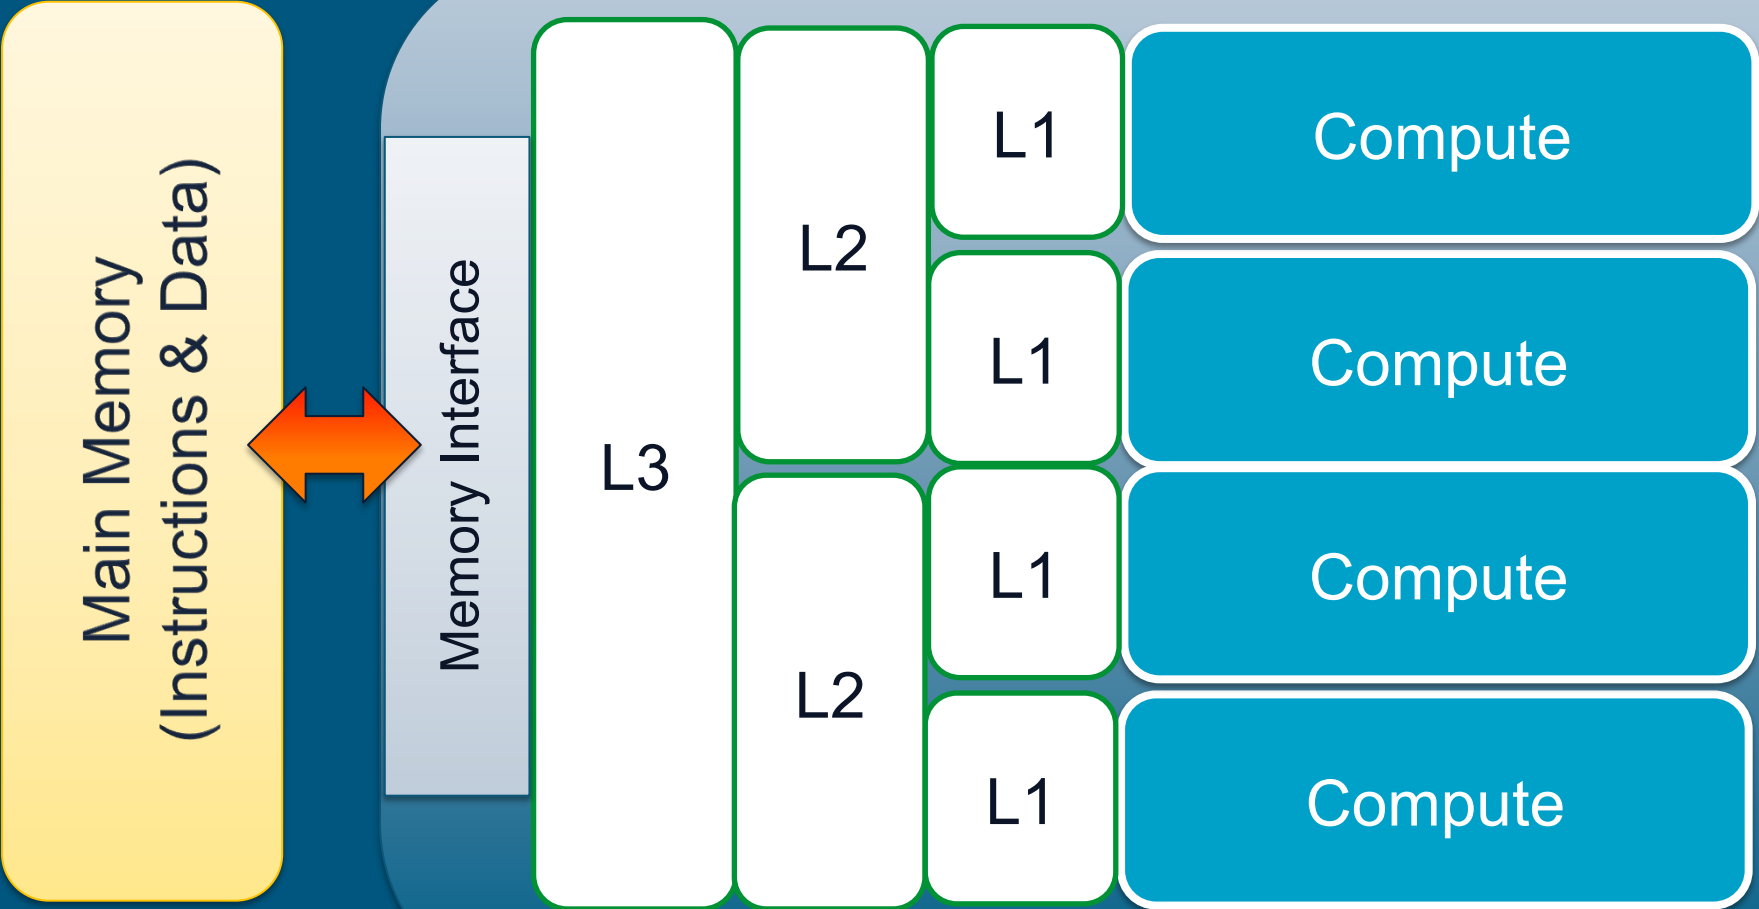 Main Memory
(Instructions & Data)
Memory Interface
L3
L2
L2
L1
L1
L1
L1
Compute
Compute
Compute
Compute